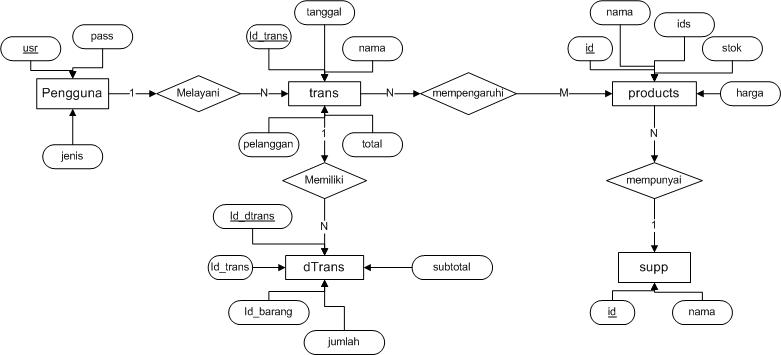 tanggal
nama
ids
usr
pass
Id_trans
nama
id
stok
Pengguna
1
Melayani
N
trans
N
mempengaruhi
M
products
harga
jenis
pelanggan
1
total
N
Memiliki
mempunyai
Id_dtrans
N
1
Id_trans
dTrans
subtotal
supp
Id_barang
jumlah
id
nama